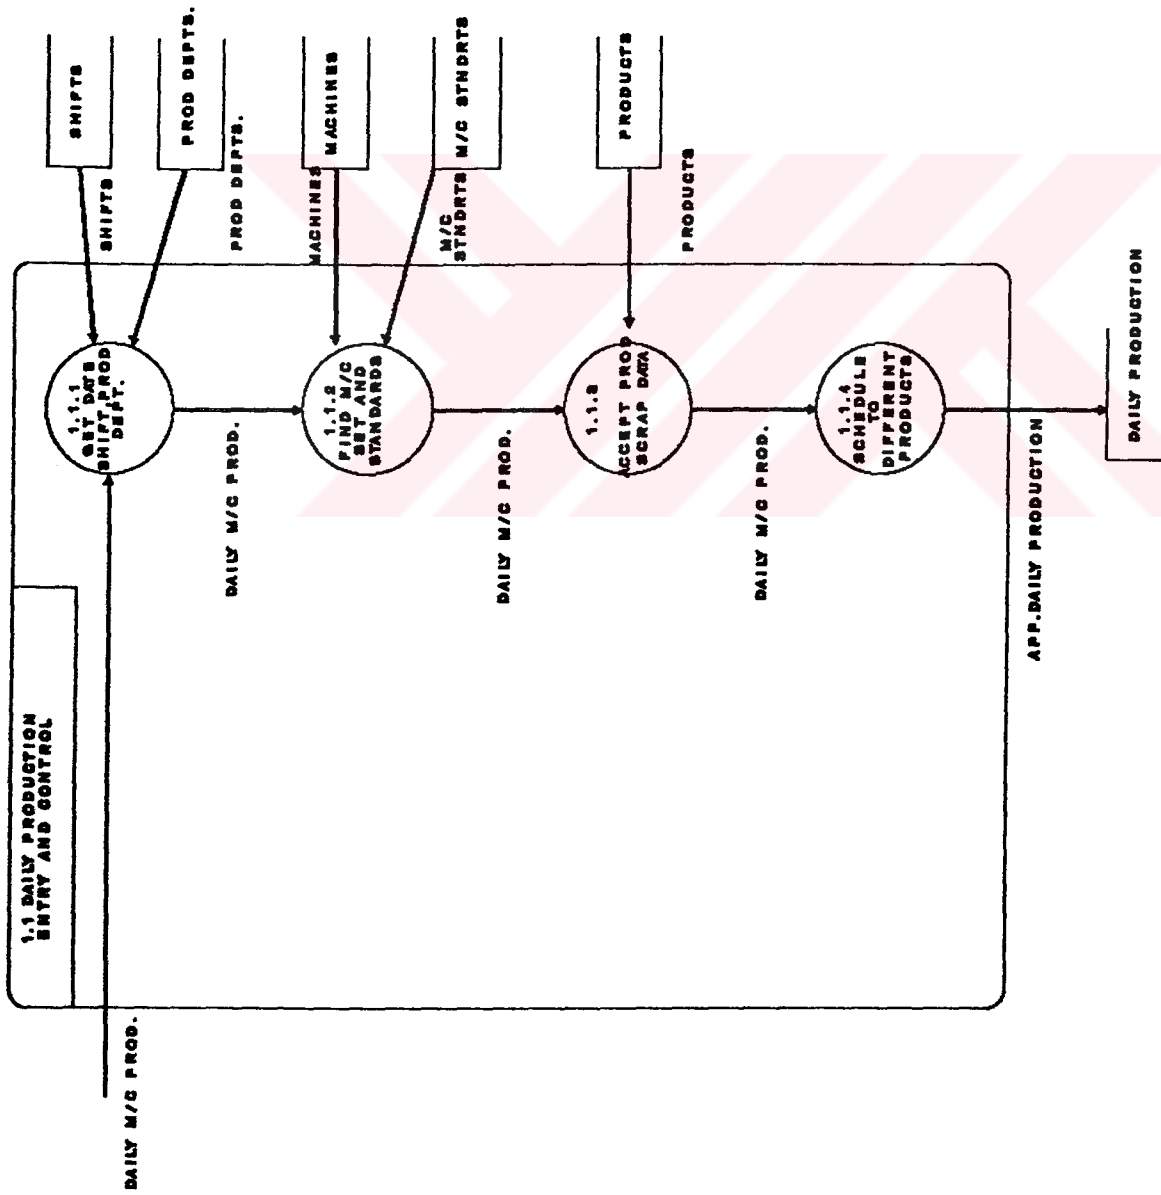 1.1 DAILY PRODUCTION
ENTRY AND CONTROL
DAILY M/C PROD.
SHIFTS
SHIFTS
PROD DEPTS.
PROD DEPTS.
1.1.1
GET DATE
SHIFT, PROD
DEPT.
DAILY M/C PROD.
MACHINES
MACHINES
M/C STNDRTS
M/C
STNDRTS
1.1.2
FIND M/C
SET AND
STANDARDS
DAILY M/C PROD.
PRODUCTS
PRODUCTS
1.1.3
ACCEPT PROD
SCRAP DATA
DAILY M/C PROD.
1.1.4
SCHEDULE
TO
DIFFERENT
PRODUCTS
APP.DAILY PRODUCTION
DAILY PRODUCTION